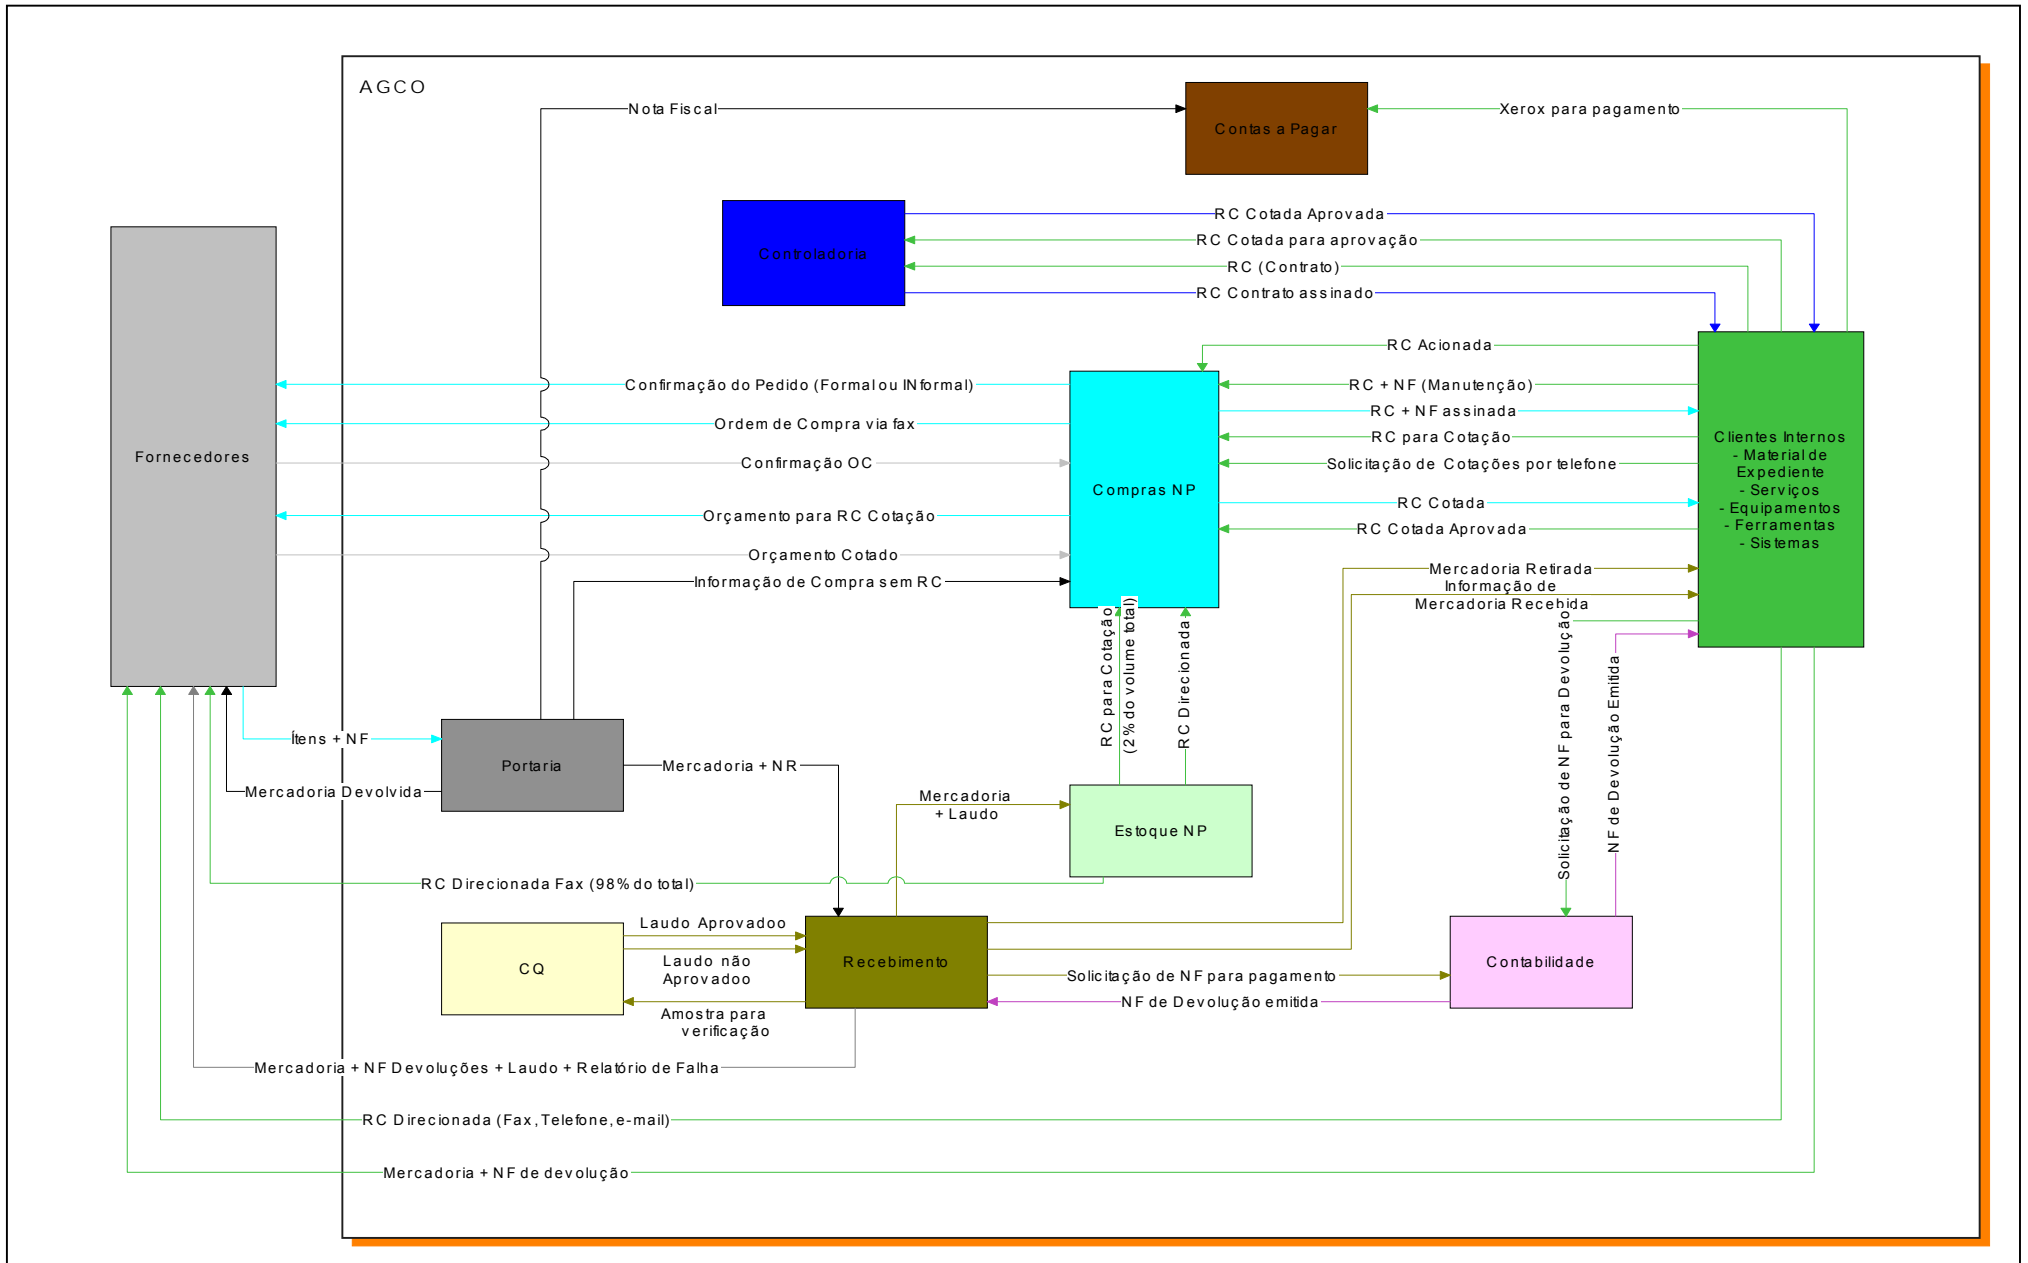 AGCO
Nota Fiscal
Xerox para pagamento
Contas a Pagar
RC Cotada Aprovada
RC Cotada para aprovação
Controladoria
RC (Contrato)
RC Contrato assinado
RC Acionada
Confirmação do Pedido (Formal ou INformal)
RC + NF (Manutenção)
RC + NF assinada
Ordem de Compra via fax
RC para Cotação
Clientes Internos
- Material de
Expediente
- Serviços
- Equipamentos
- Ferramentas
- Sistemas
Fornecedores
Confirmação OC
Solicitação de Cotações por telefone
Compras NP
RC Cotada
Orçamento para RC Cotação
RC Cotada Aprovada
Orçamento Cotado
Mercadoria Retirada
Informação de Compra sem RC
Informação de
Mercadoria Recebida
RC para Cotação
(2% do volume total)
RC Direcionada
Solicitação de NF para Devolução
NF de Devolução Emitida
Ítens + NF
Portaria
Mercadoria + NR
Mercadoria Devolvida
Mercadoria
+ Laudo
Estoque NP
RC Direcionada Fax (98% do total)
Laudo Aprovadoo
CQ
Laudo não
Aprovadoo
Recebimento
Contabilidade
Solicitação de NF para pagamento
NF de Devolução emitida
Amostra para
verificação
Mercadoria + NF Devoluções + Laudo + Relatório de Falha
RC Direcionada (Fax, Telefone, e-mail)
Mercadoria + NF de devolução